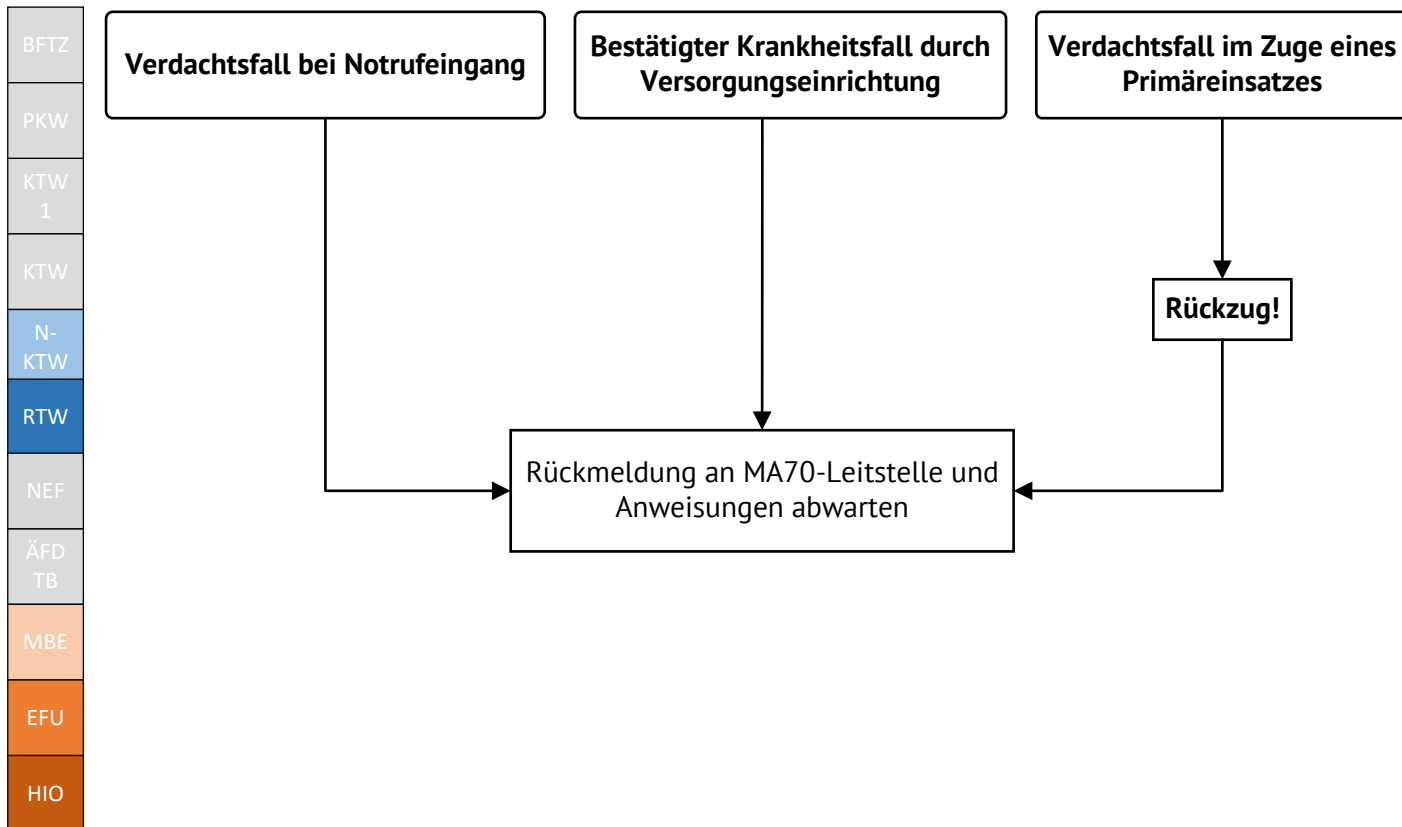 BFTZ
PKW
KTW
1
KTW
N-
KTW
RTW
NEF
ÄFD
TB
MBE
EFU
HIO
Verdachtsfall bei Notrufeingang
Bestätigter Krankheitsfall durch
Versorgungseinrichtung
Verdachtsfall im Zuge eines
Primäreinsatzes
Rückzug!
Rückmeldung an MA70-Leitstelle und
Anweisungen abwarten